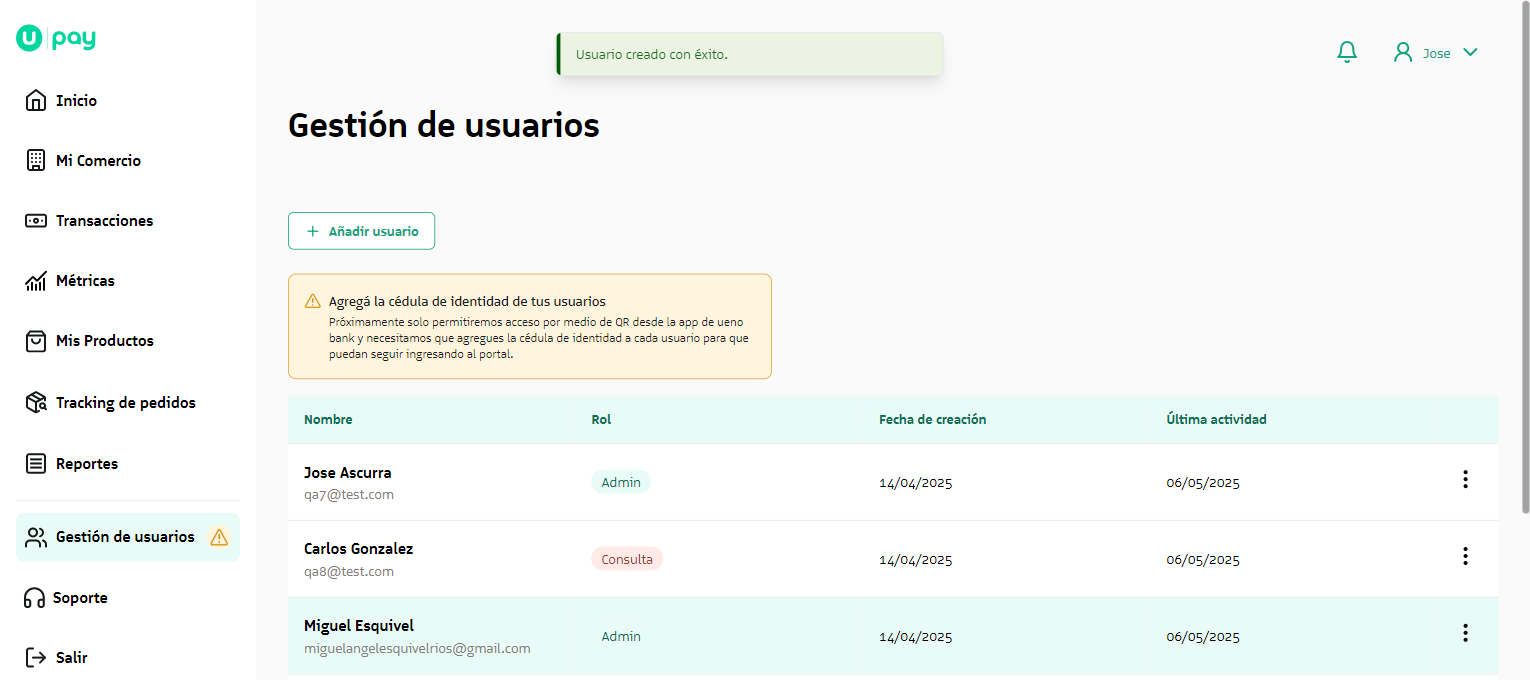 U pay
Usuario creado con éxito.
Jose
Inicio
Mi Comercio
Transacciones
Métricas
Mis Productos
Tracking de pedidos
Reportes
Gestión de usuarios
Soporte
Salir
Gestión de usuarios
+ Añadir usuario
Agregá la cédula de identidad de tus usuarios
Próximamente solo permitiremos acceso por medio de QR desde la app de ueno
bank y necesitamos que agregues la cédula de identidad a cada usuario para que
puedan seguir ingresando al portal.
Nombre Rol Fecha de creación Última actividad
Jose Ascurra
qa7@test.com
Admin 14/04/2025 06/05/2025
Carlos Gonzalez
qa8@test.com
Consulta 14/04/2025 06/05/2025
Miguel Esquivel
miguelangelesquivelrios@gmail.com
Admin 14/04/2025 06/05/2025